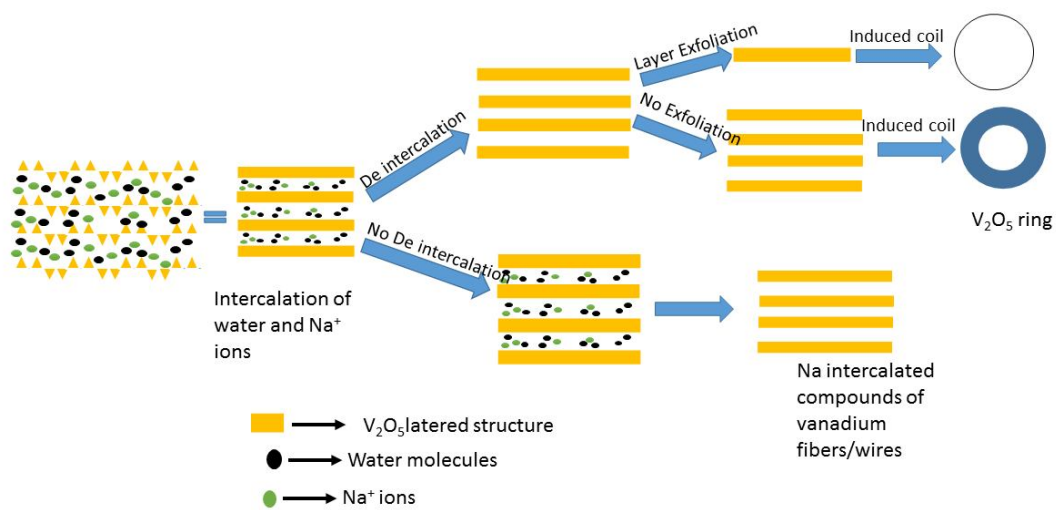 Layer Exfoliation
Induced coil
No Exfoliation
Induced coil
De intercalation
V₂O₅ ring
No De intercalation
Intercalation of
water and Na⁺
ions
Na intercalated
compounds of
vanadium
fibers/wires
V₂O₅latered structure
Water molecules
Na⁺ ions